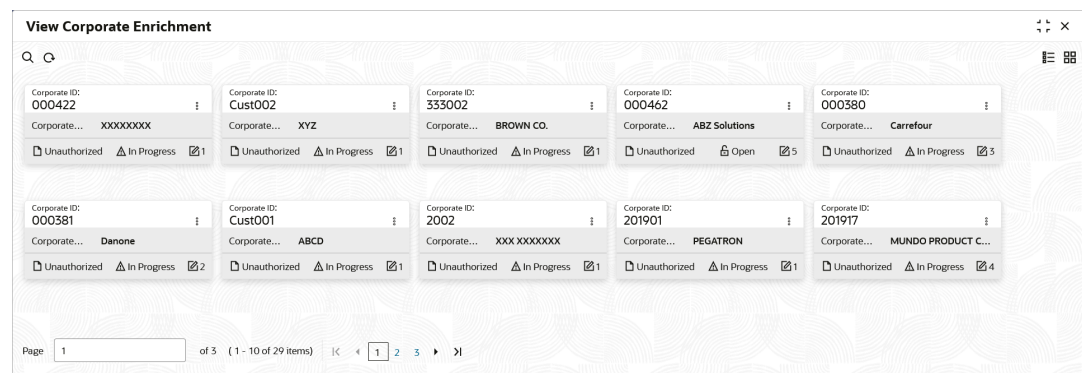 View Corporate Enrichment
Corporate ID: Corporate ID: Corporate ID: Corporate ID: Corporate ID:
000422 Cust002 333002 000462 000380
Corporate... XXXXXXXX Corporate... XYZ Corporate... BROWN CO. Corporate... ABZ Solutions Corporate... Carrefour
Unauthorized In Progress 1 Unauthorized In Progress 1 Unauthorized In Progress 1 Unauthorized Open 5 Unauthorized In Progress 3
Corporate ID: Corporate ID: Corporate ID: Corporate ID: Corporate ID:
000381 Cust001 2002 201901 201917
Corporate... Danone Corporate... ABCD Corporate... XXX XXXXXXX Corporate... PEGATRON Corporate... MUNDO PRODUCT C...
Unauthorized In Progress 2 Unauthorized In Progress 1 Unauthorized In Progress 1 Unauthorized In Progress 1 Unauthorized In Progress 4
Page 1 of 3 ( 1 - 10 of 29 items) 1 2 3